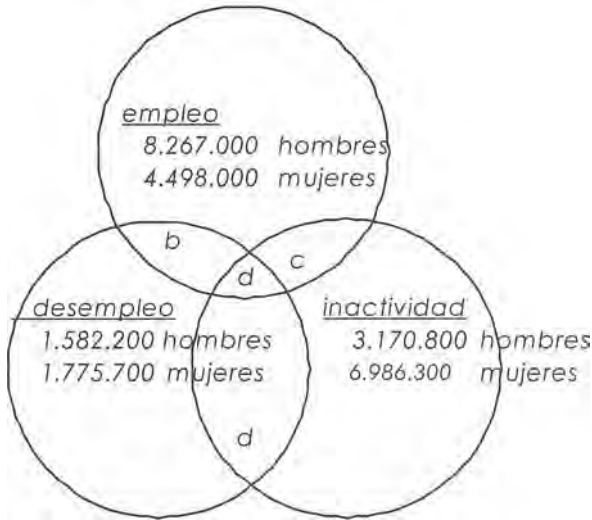 empleo
8.267.000 hombres
4.498.000 mujeres
b
c
d
desempleo
1.582.200 hombres
1.775.700 mujeres
inactividad
3.170.800 hombres
6.986.300 mujeres
d